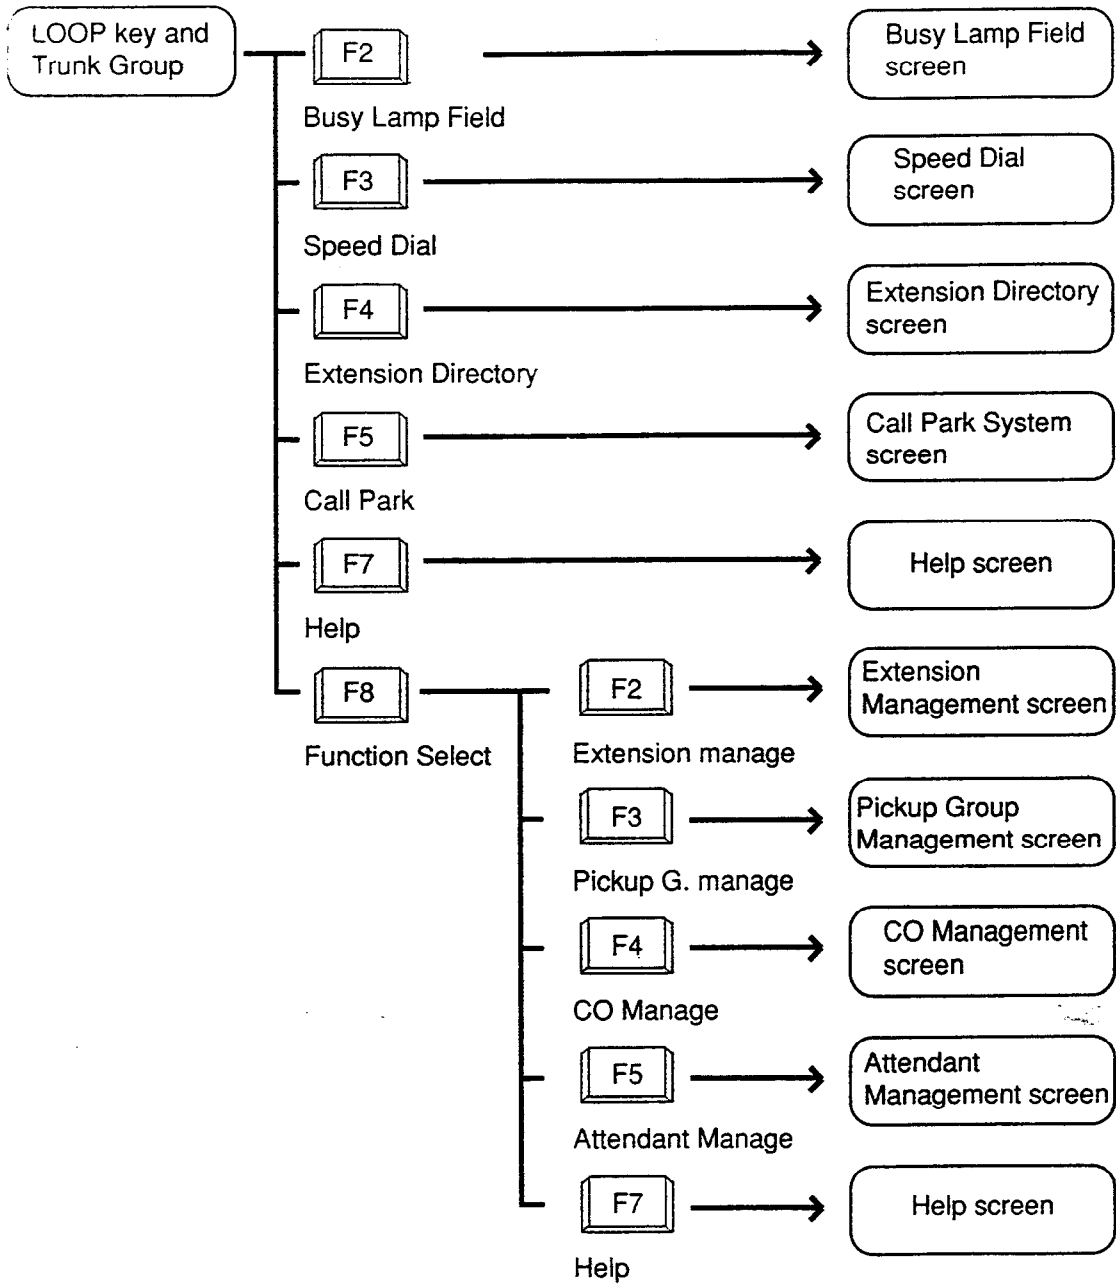 LOOP key and
Trunk Group
F2
Busy Lamp Field
screen
Busy Lamp Field
F3
Speed Dial
screen
Speed Dial
F4
Extension Directory
screen
Extension Directory
F5
Call Park System
screen
Call Park
F7
Help screen
Help
F8
Function Select
F2
Extension
Management screen
Extension manage
F3
Pickup Group
Management screen
Pickup G. manage
F4
CO Management
screen
CO Manage
F5
Attendant
Management screen
Attendant Manage
F7
Help screen
Help